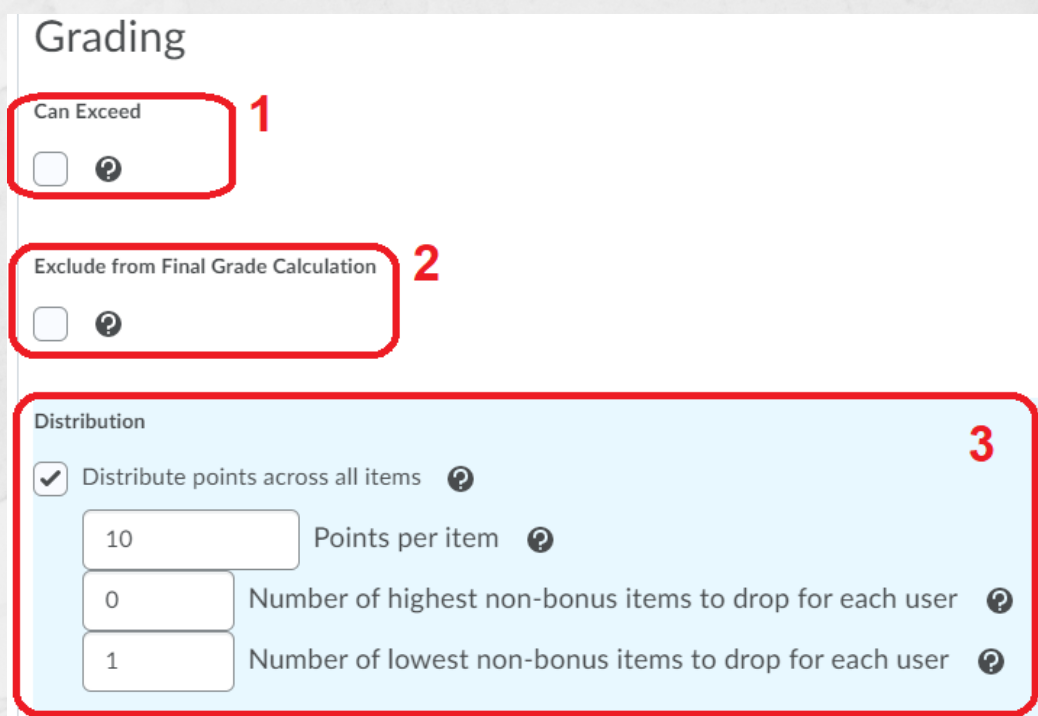 Grading
Can Exceed
1
?
Exclude from Final Grade Calculation
2
?
Distribution
3
Distribute points across all items ?
10 Points per item ?
0 Number of highest non-bonus items to drop for each user ?
1 Number of lowest non-bonus items to drop for each user ?